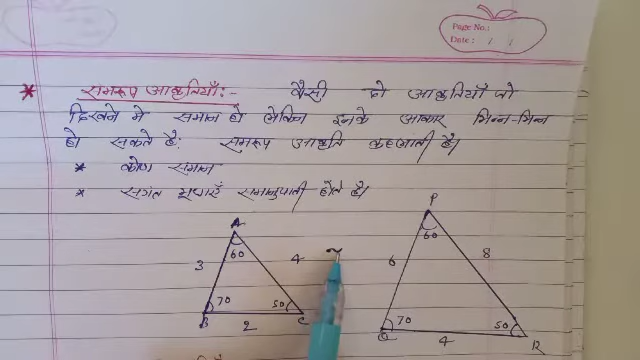 Page No.:
Date: / /
* समरूप आकृतियाँ:- वैसी दो आकृतियाँ जो
दिखने मे समान हो लेकिन इनके आकार भिन्न-भिन्न
हो सकते है: समरूप आकृति कहलाती है।
* कोण समान
* संगत भुजाएँ समानुपाती होते है।
A
60
3 4
70 50
B 2 C
~
P
60
6 8
70 50
Q 4 R